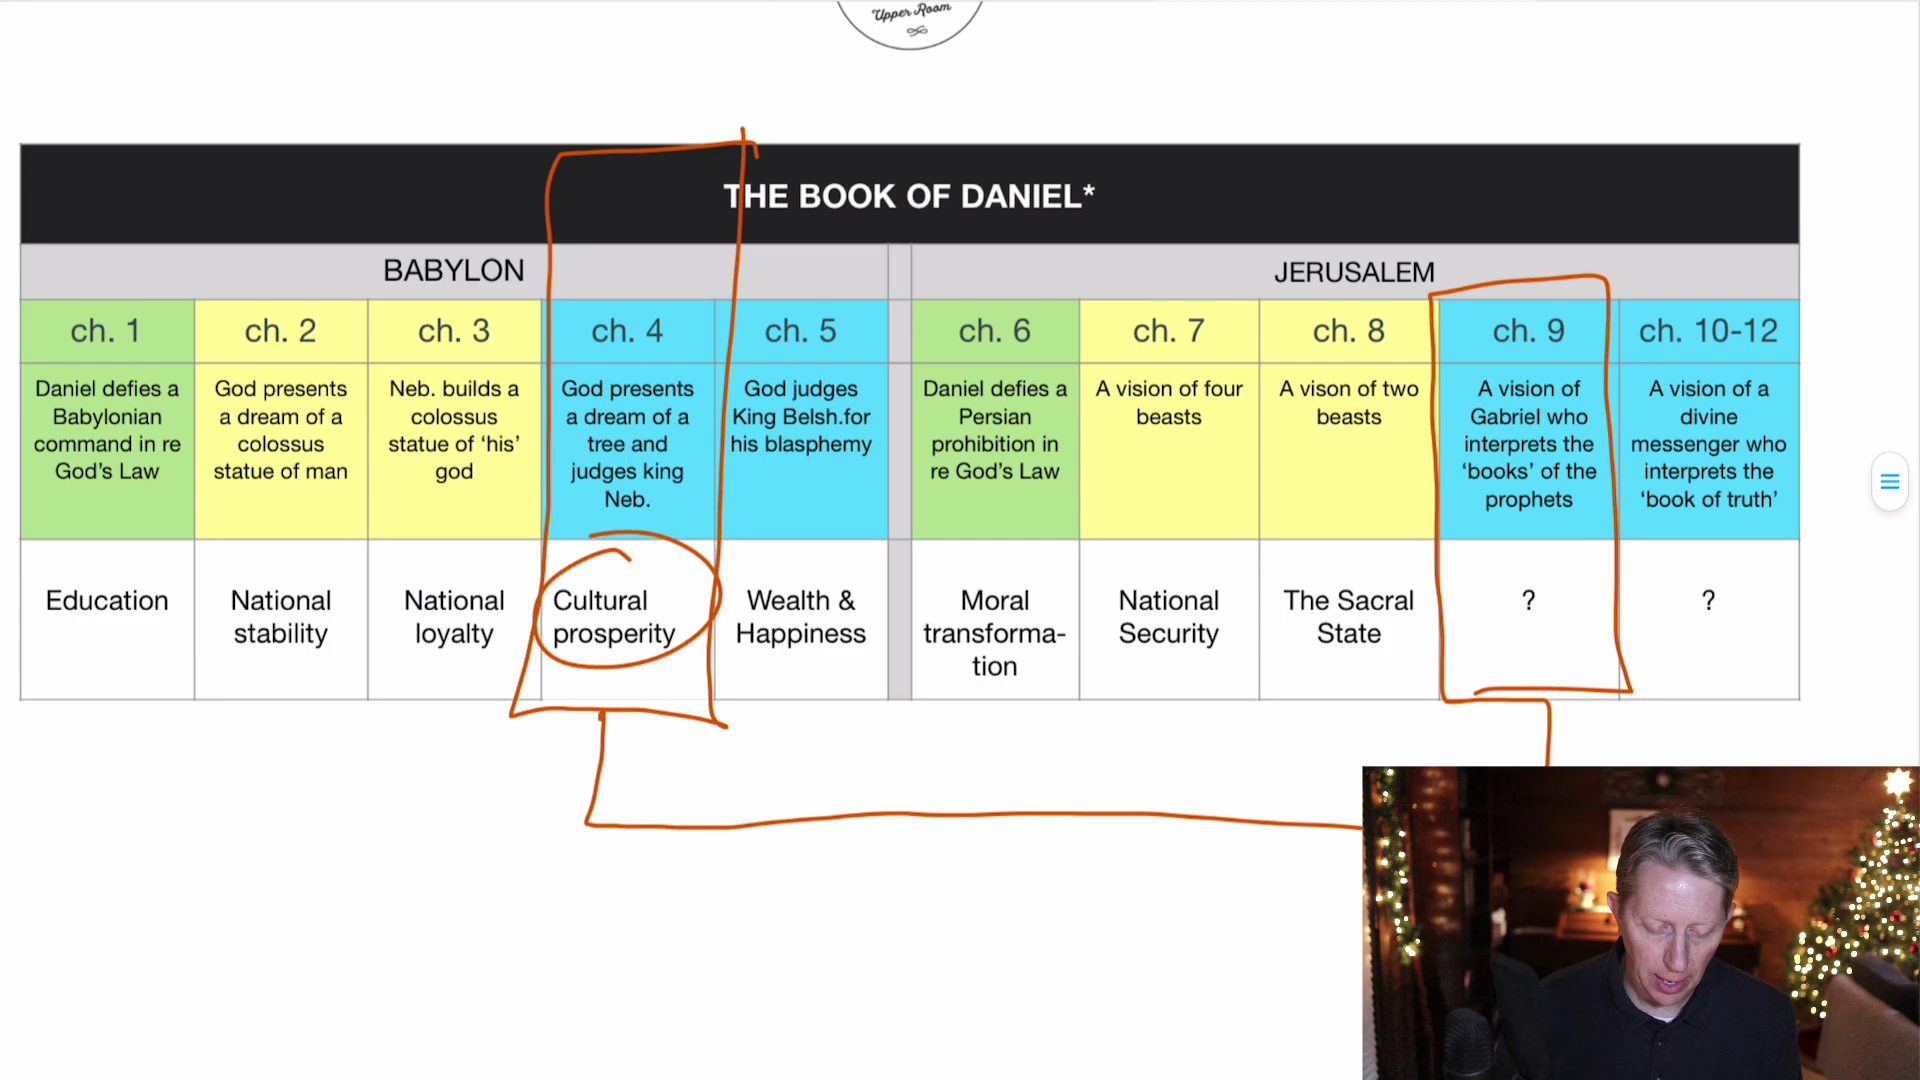 Upper Room
THE BOOK OF DANIEL*
BABYLON
JERUSALEM
ch. 1
ch. 2
ch. 3
ch. 4
ch. 5
ch. 6
ch. 7
ch. 8
ch. 9
ch. 10-12
Daniel defies a
Babylonian
command in re
God's Law
God presents
a dream of a
colossus
statue of man
Neb. builds a
colossus
statue of ‘his’
god
God presents
a dream of a
tree and
judges king
Neb.
God judges
King Belsh.for
his blasphemy
Daniel defies a
Persian
prohibition in
re God's Law
A vision of four
beasts
A vison of two
beasts
A vision of
Gabriel who
interprets the
‘books’ of the
prophets
A vision of a
divine
messenger who
interprets the
‘book of truth’
Education
National
stability
National
loyalty
Cultural
prosperity
Wealth &
Happiness
Moral
transforma-
tion
National
Security
The Sacral
State
?
?